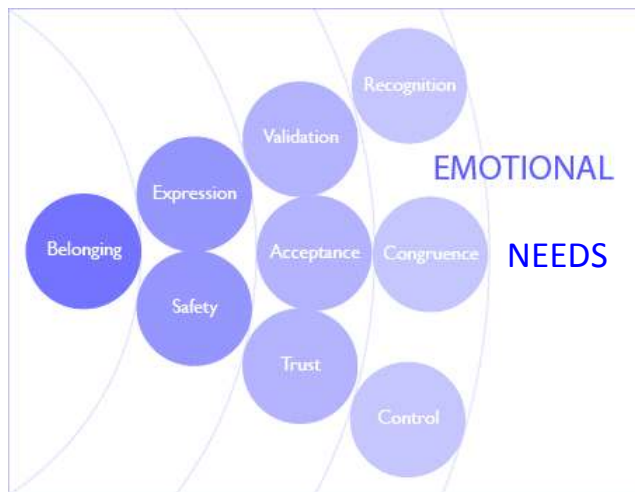 Recognition
Validation
EMOTIONAL
Expression
Belonging
Acceptance
Congruence
NEEDS
Safety
Trust
Control